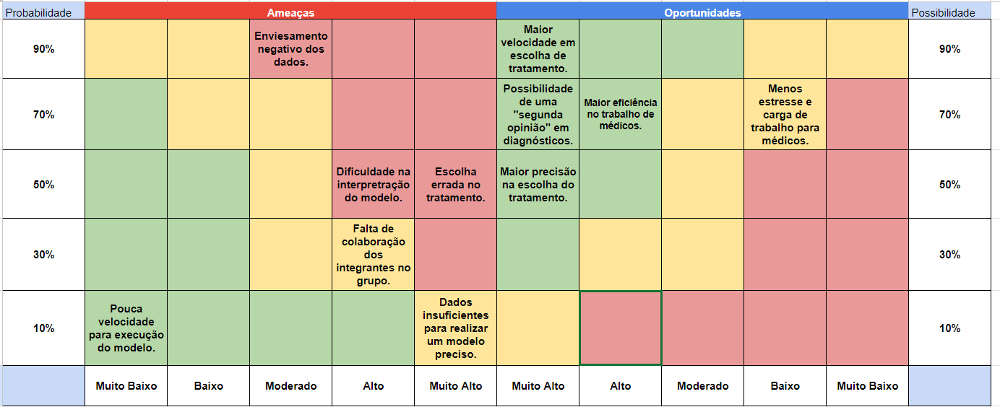 Probabilidade
Ameaças
Oportunidades
Possibilidade
90%
Enviesamento
negativo dos
dados.
Maior
velocidade em
escolha de
tratamento.
90%
70%
Possibilidade
de uma
"segunda
opinião" em
diagnósticos.
Maior eficiência
no trabalho de
médicos.
Menos
estresse e
carga de
trabalho para
médicos.
70%
50%
Dificuldade na
interpretração
do modelo.
Escolha
errada no
tratamento.
Maior precisão
na escolha do
tratamento.
50%
30%
Falta de
colaboração
dos
integrantes no
grupo.
30%
10%
Pouca
velocidade
para execução
do modelo.
Dados
insuficientes
para realizar
um modelo
preciso.
10%
Muito Baixo
Baixo
Moderado
Alto
Muito Alto
Muito Alto
Alto
Moderado
Baixo
Muito Baixo